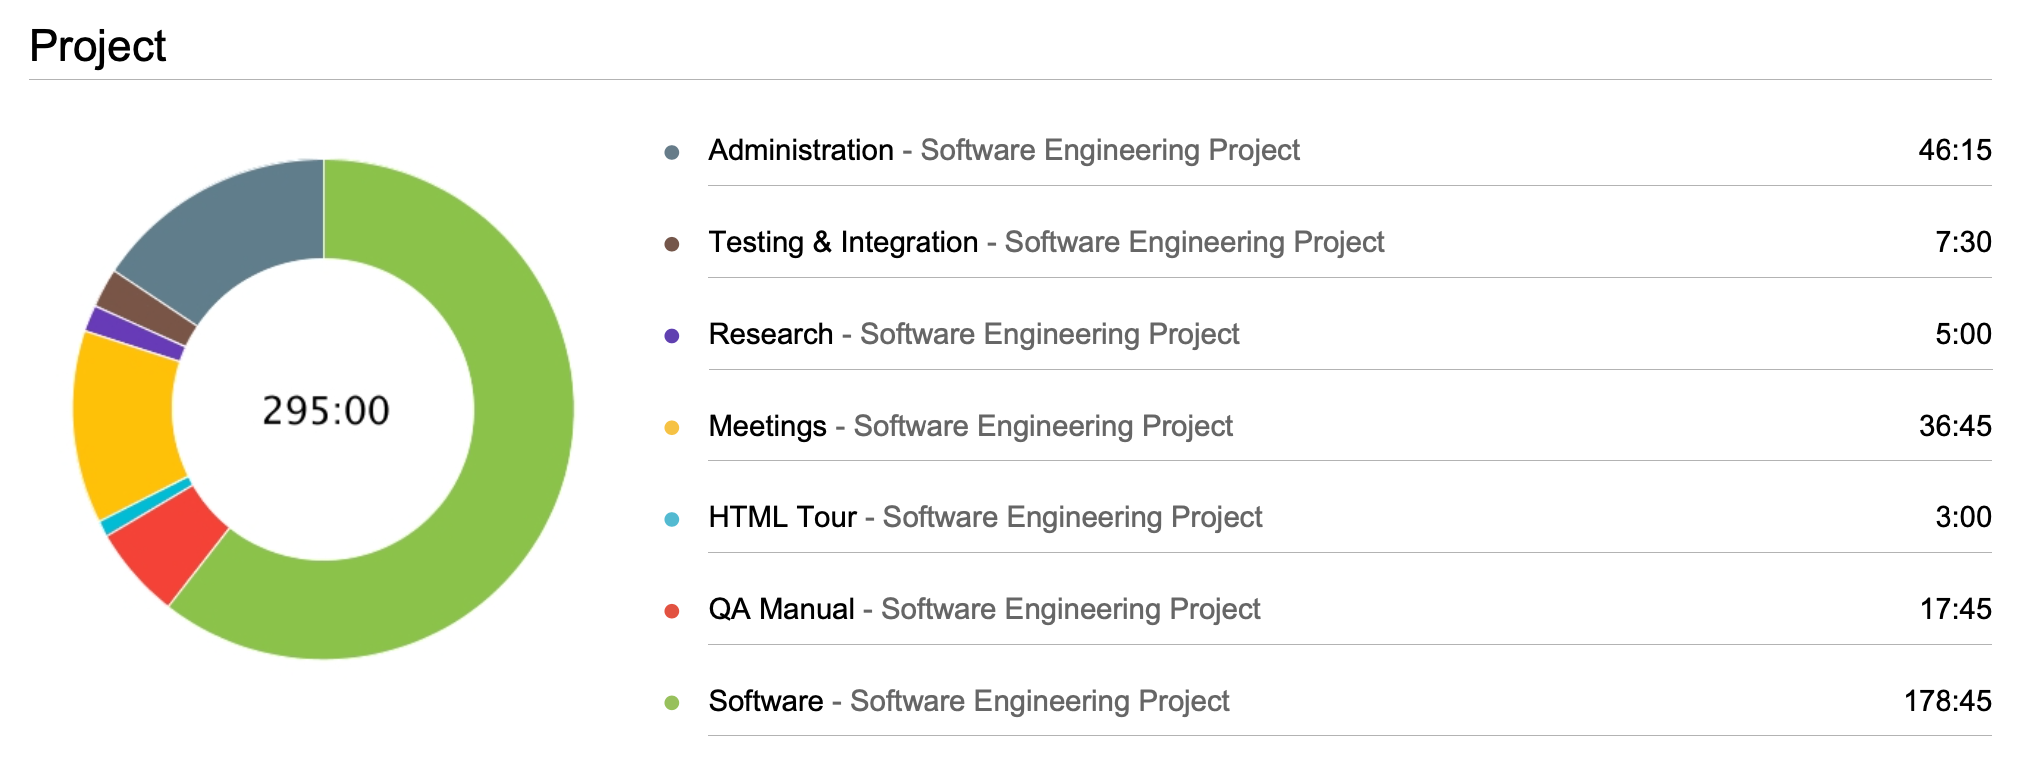 Project
295:00
Administration - Software Engineering Project 46:15
Testing & Integration - Software Engineering Project 7:30
Research - Software Engineering Project 5:00
Meetings - Software Engineering Project 36:45
HTML Tour - Software Engineering Project 3:00
QA Manual - Software Engineering Project 17:45
Software - Software Engineering Project 178:45